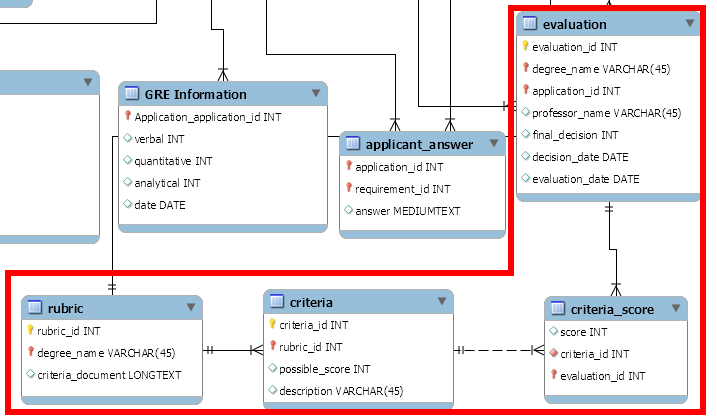 evaluation
evaluation_id INT
degree_name VARCHAR(45)
application_id INT
professor_name VARCHAR(45)
final_decision INT
decision_date DATE
evaluation_date DATE
GRE Information
Application_application_id INT
verbal INT
quantitative INT
analytical INT
date DATE
applicant_answer
application_id INT
requirement_id INT
answer MEDIUMTEXT
rubric
rubric_id INT
degree_name VARCHAR(45)
criteria_document LONGTEXT
criteria
criteria_id INT
rubric_id INT
possible_score INT
description VARCHAR(45)
criteria_score
score INT
criteria_id INT
evaluation_id INT